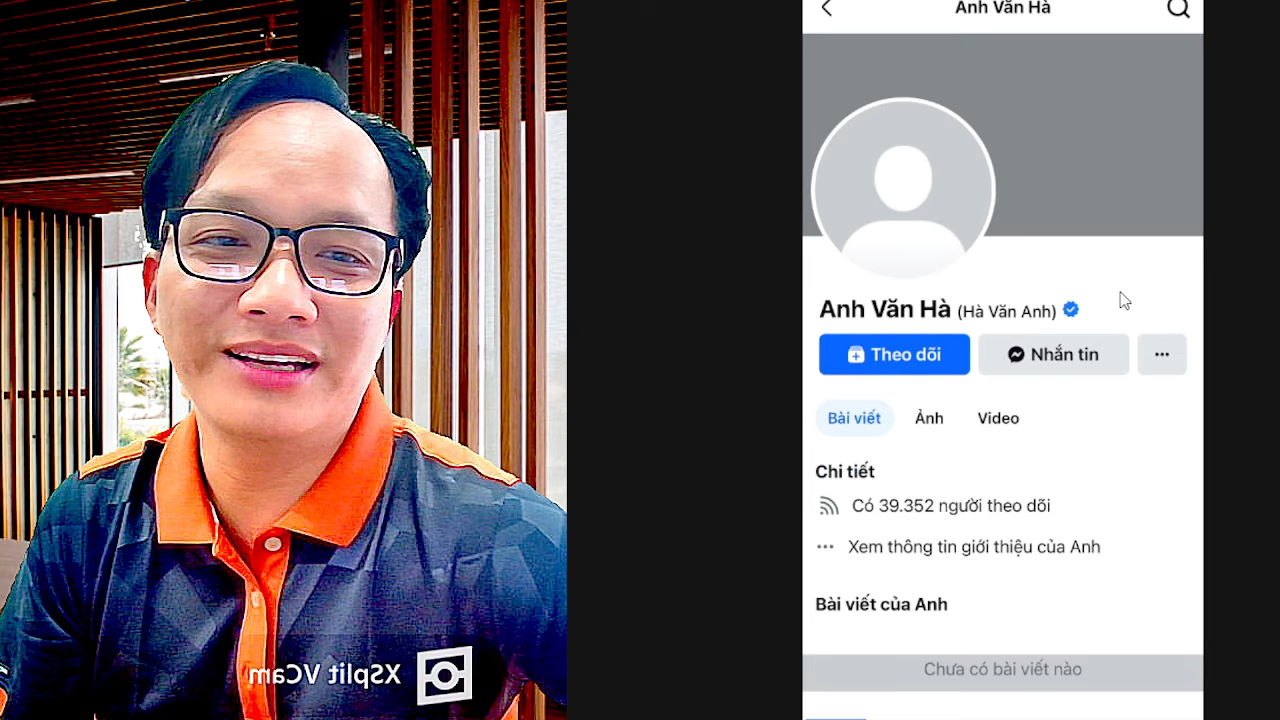 XSplit VCam
Anh Văn Hà
Anh Văn Hà (Hà Văn Anh)
Theo dõi
Nhắn tin
Bài viết
Ảnh
Video
Chi tiết
Có 39.352 người theo dõi
Xem thông tin giới thiệu của Anh
Bài viết của Anh
Chưa có bài viết nào